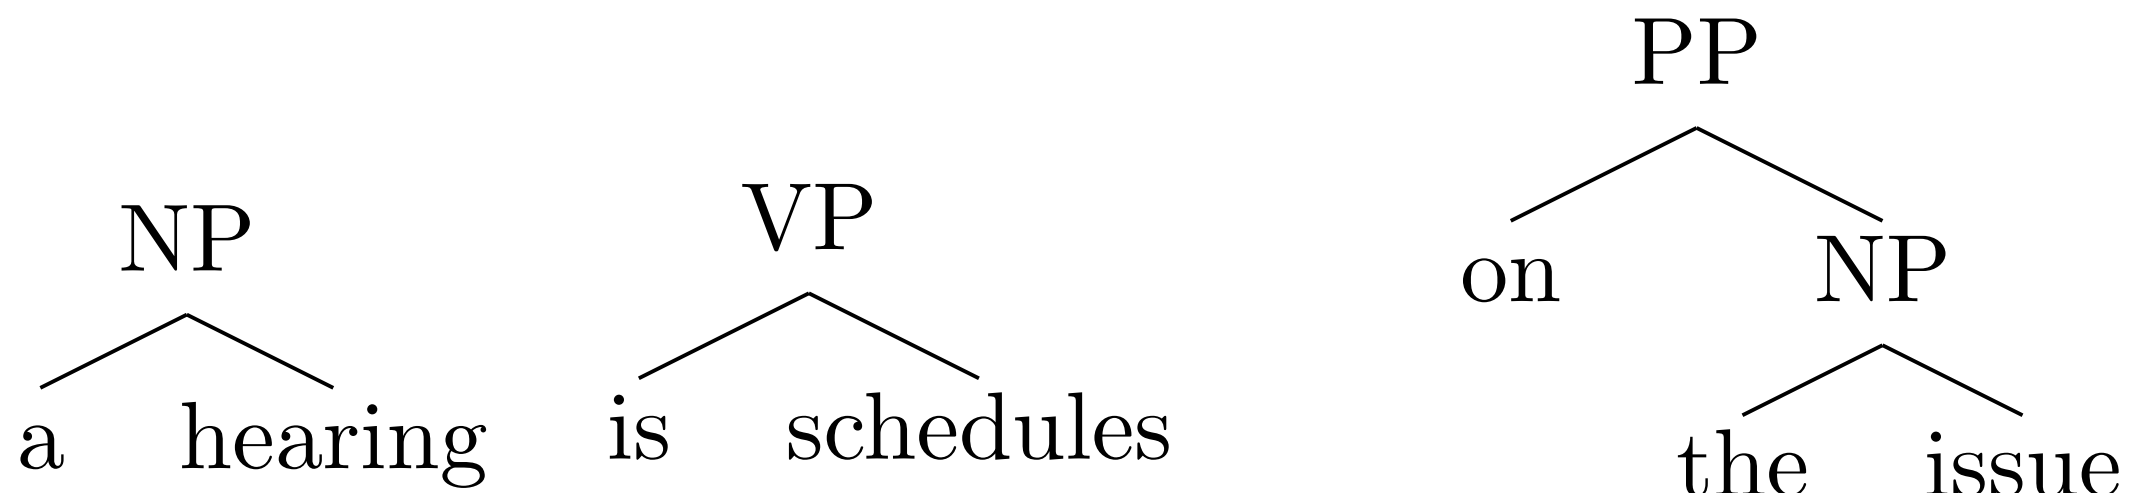 PP
NP VP
on NP
a hearing is schedules
the issue